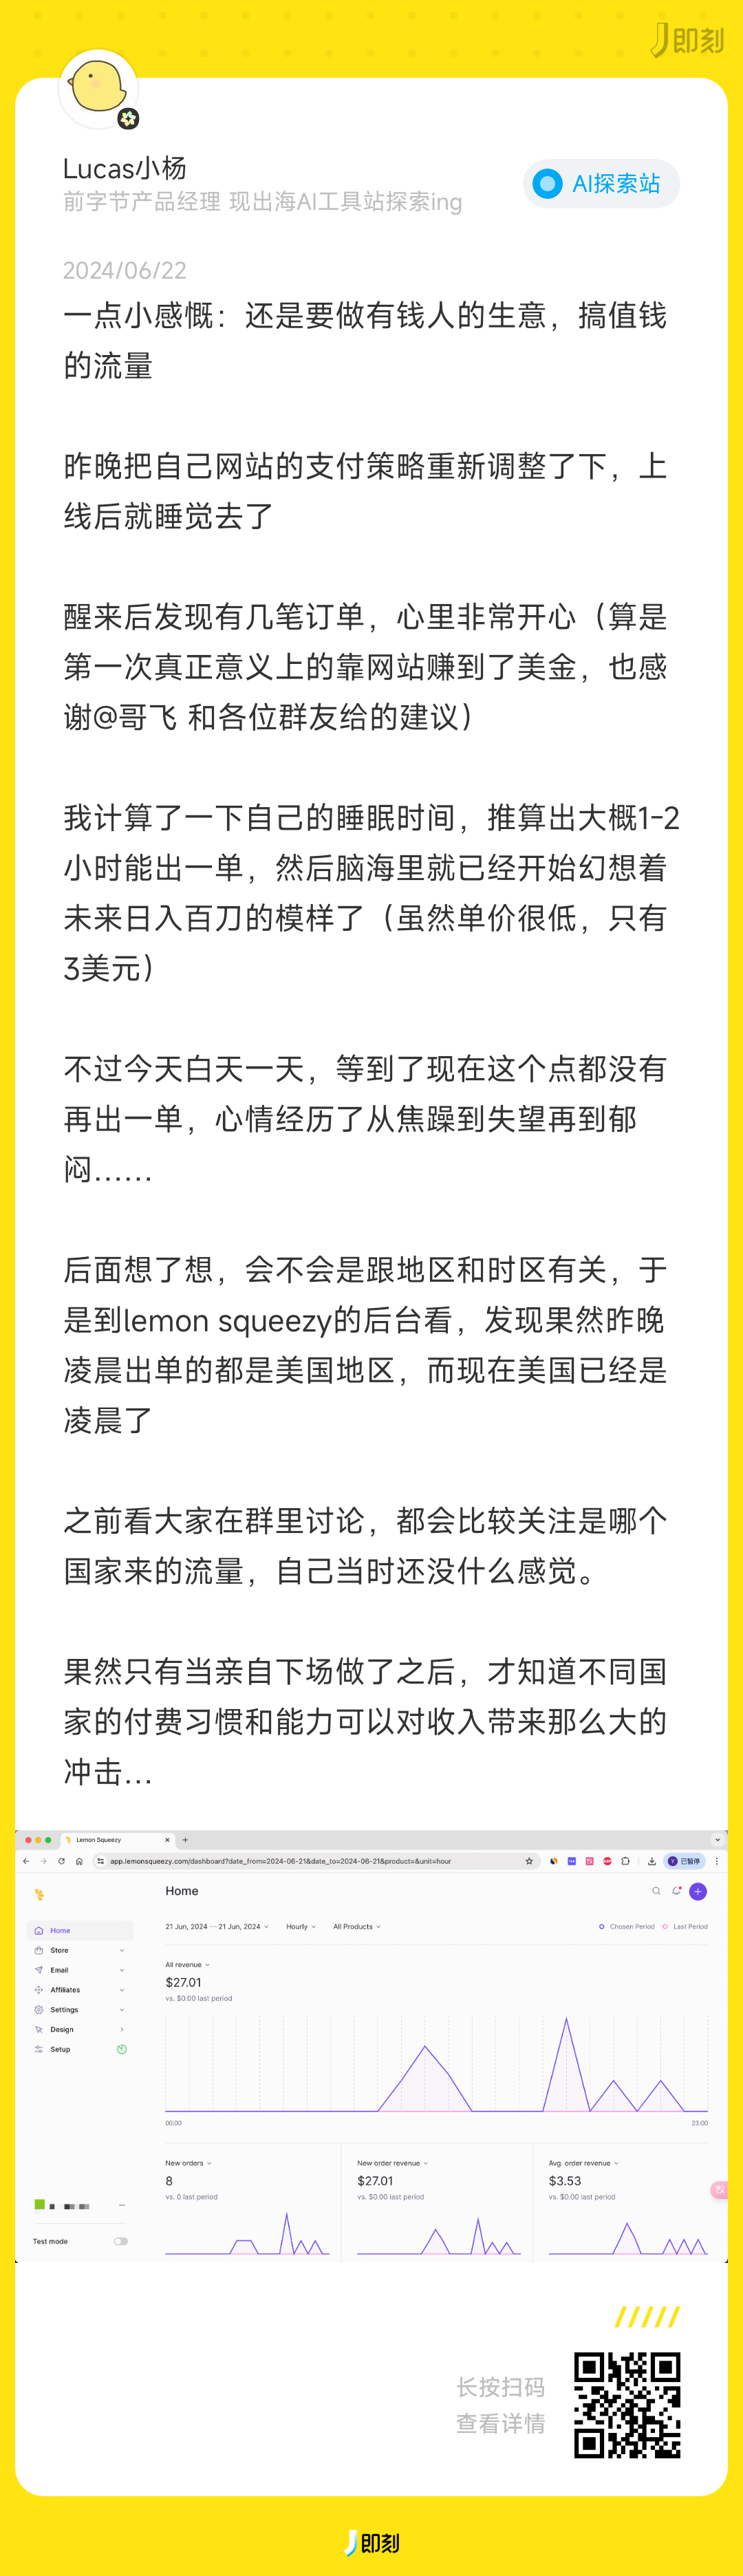 即刻
Lucas小杨
前字节产品经理 现出海AI工具站探索ing
AI探索站
2024/06/22
一点小感慨：还是要做有钱人的生意，搞值钱
的流量
昨晚把自己网站的支付策略重新调整了下，上
线后就睡觉去了
醒来后发现有几笔订单，心里非常开心（算是
第一次真正意义上的靠网站赚到了美金，也感
谢@哥飞 和各位群友给的建议）
我计算了一下自己的睡眠时间，推算出大概1-2
小时能出一单，然后脑海里就已经开始幻想着
未来日入百刀的模样了（虽然单价很低，只有
3美元）
不过今天白天一天，等到了现在这个点都没有
再出一单，心情经历了从焦躁到失望再到郁
闷……
后面想了想，会不会是跟地区和时区有关，于
是到lemon squeezy的后台看，发现果然昨晚
凌晨出单的都是美国地区，而现在美国已经是
凌晨了
之前看大家在群里讨论，都会比较关注是哪个
国家来的流量，自己当时还没什么感觉。
果然只有当亲自下场做了之后，才知道不同国
家的付费习惯和能力可以对收入带来那么大的
冲击...
Lemon Squeezy
app.lemonsqueezy.com/dashboard?date_from=2024-06-21&date_to=2024-06-21&product=&unit=hour
Y 已暂停
Home
Home
Store
Email
Affiliates
Settings
Design
Setup
Test mode
21 Jun, 2024 — 21 Jun, 2024
Hourly
All Products
Chosen Period
Last Period
All revenue
$27.01
vs. $0.00 last period
00:00
23:00
New orders
8
vs. 0 last period
New order revenue
$27.01
vs. $0.00 last period
Avg. order revenue
$3.53
vs. $0.00 last period
长按扫码
查看详情
即刻